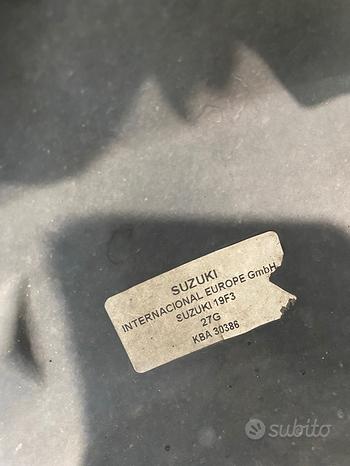 SUZUKI
INTERNACIONAL EUROPE GmbH
SUZUKI 19F3
27G
KBA 30386
subito